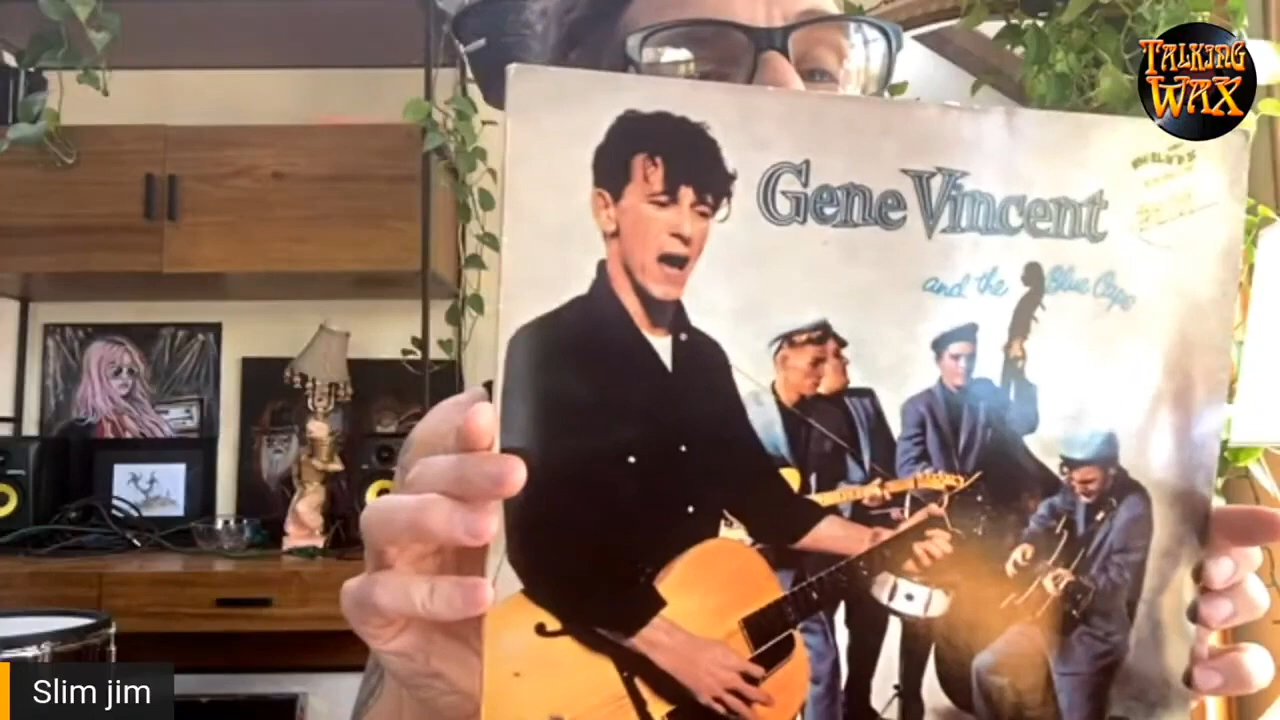 TALKING
WAX
Gene Vincent
and the Blue Caps
Slim jim